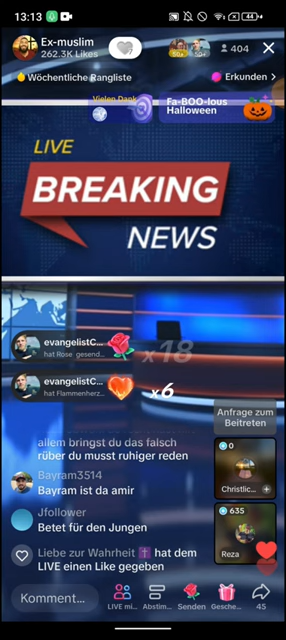 13:13
44
Ex-muslim
262.3K Likes
404
Wöchentliche Rangliste
Erkunden >
Vielen Dank
Fa-BOO-lous
Halloween
LIVE
BREAKING
NEWS
evangelistC...
hat Rose gesend...
x18
evangelistC...
hat Flammenherz...
x6
Anfrage zum
Beitreten
allem bringst du das falsch
rüber du musst ruhiger reden
0
Christlic...
Bayram3514
Bayram ist da amir
Jfollower
Betet für den Jungen
635
Reza
Liebe zur Wahrheit ✝️ hat dem
LIVE einen Like gegeben
Komment...
LIVE mi...
Abstim...
Senden
Gesche...
45